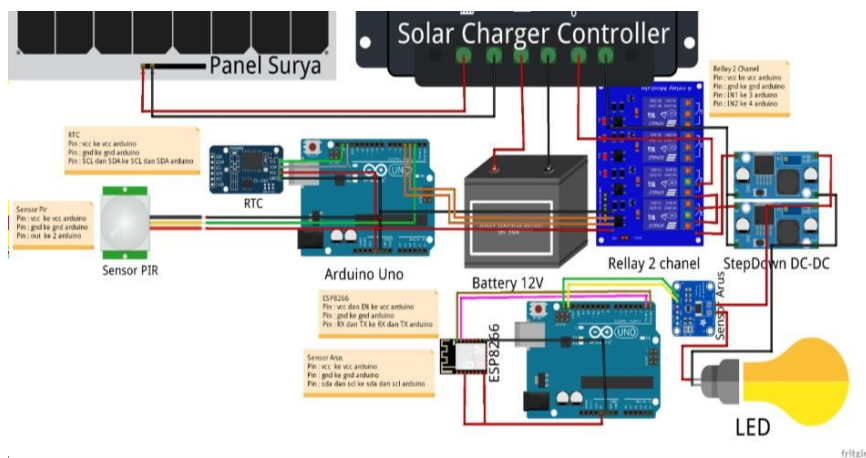 Solar Charger Controller
Panel Surya
Rellay 2 Chanel
Pin : vcc ke vcc arduino
Pin : gnd ke gnd arduino
Pin : IN1 ke 3 arduino
Pin : IN2 ke 4 arduino
4 relay Module
RTC
Pin : vcc ke vcc arduino
Pin : gnd ke gnd arduino
Pin : SCL dan SDA ke SCL dan SDA arduino
RTC
Sensor Pir
Pin : vcc ke vcc arduino
Pin : gnd ke gnd arduino
Pin : out ke 2 arduino
Sensor PIR
UNO
Arduino Uno
Battery 12V
Rellay 2 chanel
StepDown DC-DC
Sensor Arus
ESP8266
Pin : vcc dan EN ke vcc arduino
Pin : gnd ke gnd arduino
Pin : RX dan TX ke RX dan TX arduino
ESP8266
UNO
Sensor Arus
Pin : vcc ke vcc arduino
Pin : gnd ke gnd arduino
Pin : sda dan scl ke sda dan scl arduino
LED
fritzin